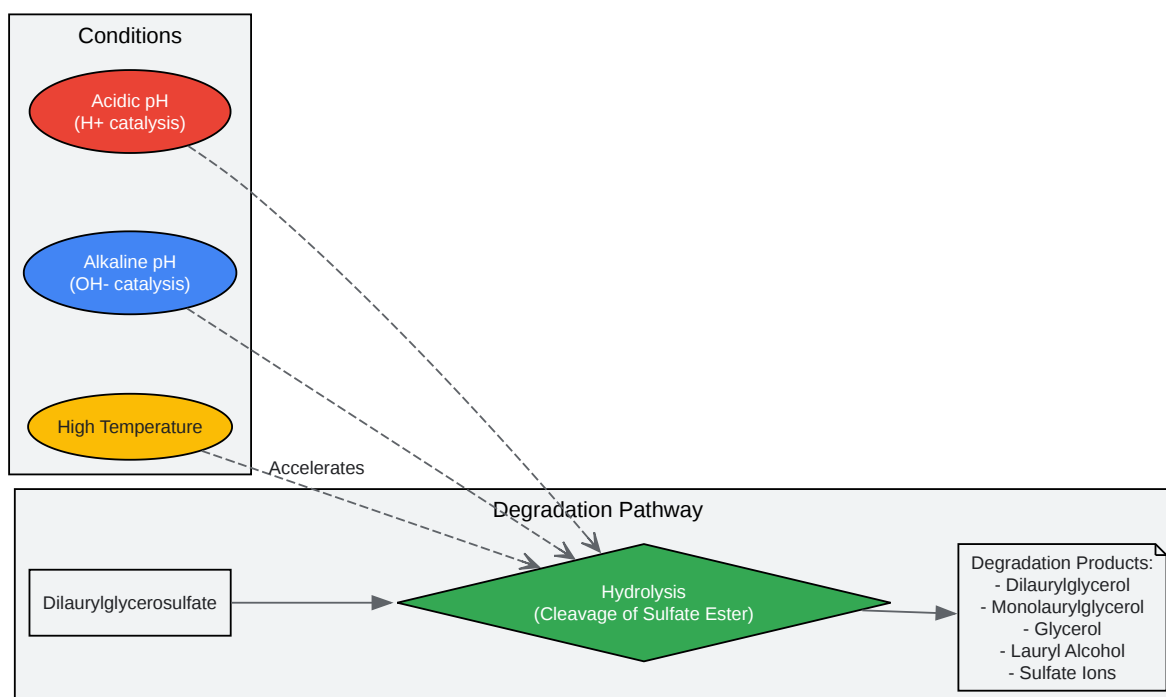 Conditions
Acidic pH
(H+ catalysis)
Alkaline pH
(OH- catalysis)
High Temperature
Accelerates
Degradation Pathway
Dilaurylglycerosulfate
Hydrolysis
(Cleavage of Sulfate Ester)
Degradation Products:
- Dilaurylglycerol
- Monolaurylglycerol
- Glycerol
- Lauryl Alcohol
- Sulfate Ions